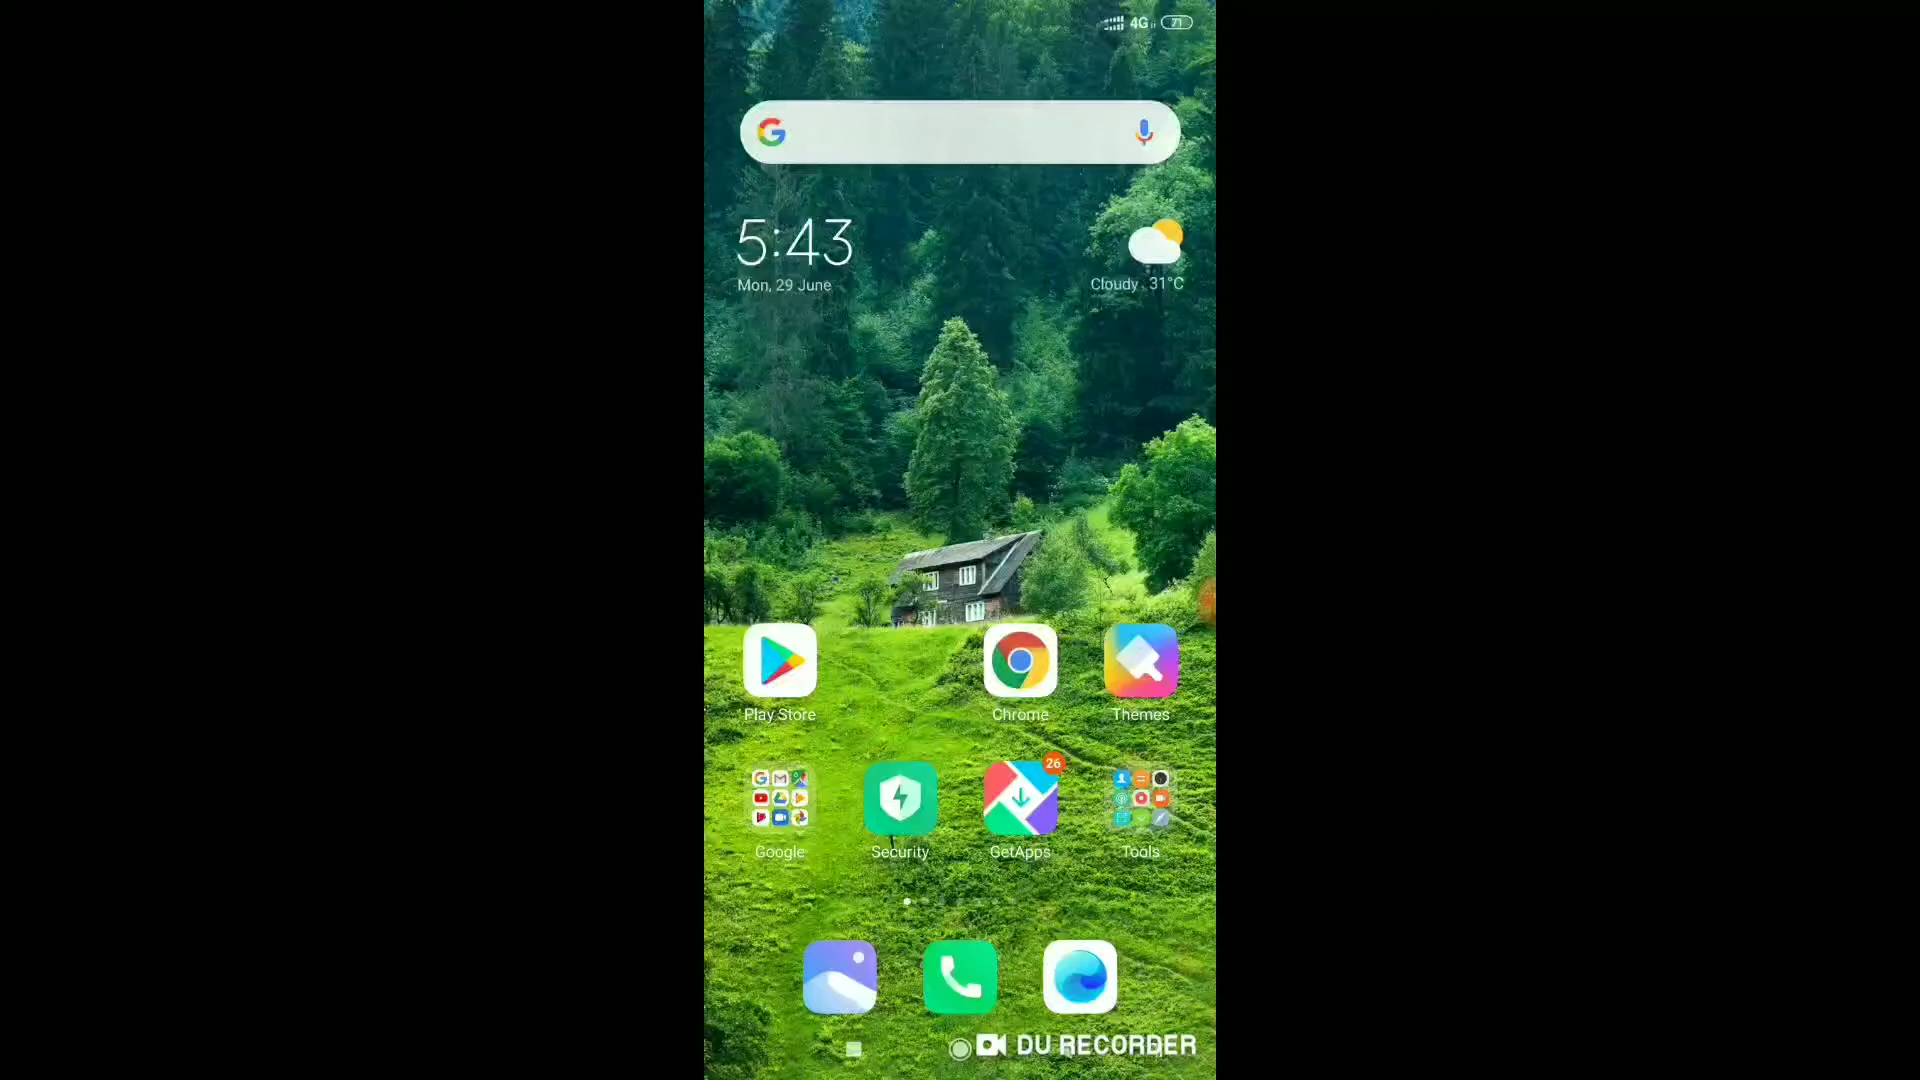 4G 71
5:43
Mon, 29 June
Cloudy 31°C
Play Store
Chrome
Themes
26
Google
Security
GetApps
Tools
DU RECORDER